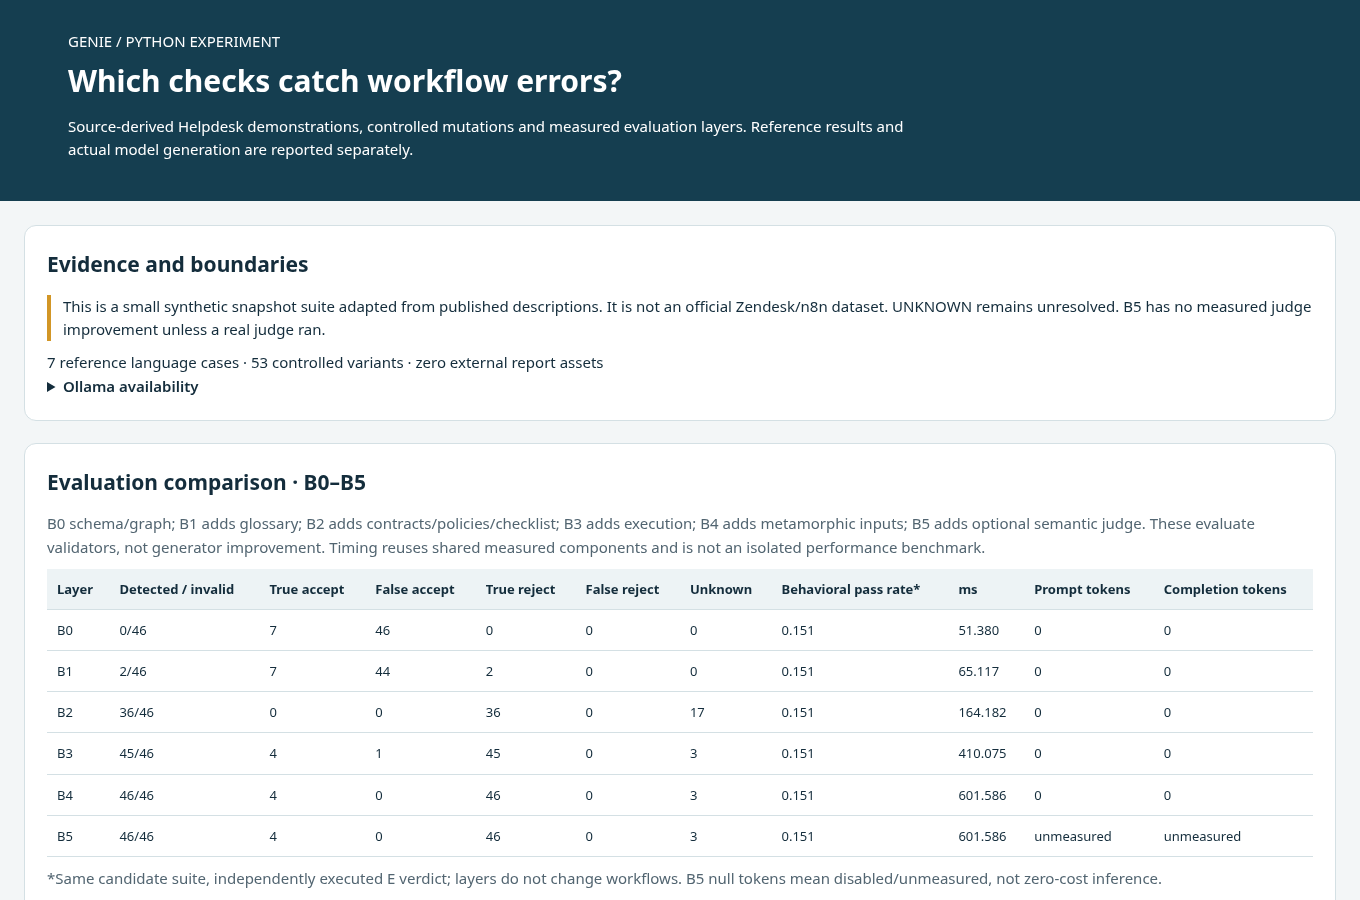 GENIE / PYTHON EXPERIMENT
Which checks catch workflow errors?
Source-derived Helpdesk demonstrations, controlled mutations and measured evaluation layers. Reference results and
actual model generation are reported separately.
Evidence and boundaries
This is a small synthetic snapshot suite adapted from published descriptions. It is not an official Zendesk/n8n dataset. UNKNOWN remains unresolved. B5 has no measured judge
improvement unless a real judge ran.
7 reference language cases · 53 controlled variants · zero external report assets
Ollama availability
Evaluation comparison · B0–B5
B0 schema/graph; B1 adds glossary; B2 adds contracts/policies/checklist; B3 adds execution; B4 adds metamorphic inputs; B5 adds optional semantic judge. These evaluate
validators, not generator improvement. Timing reuses shared measured components and is not an isolated performance benchmark.
Layer Detected / invalid True accept False accept True reject False reject Unknown Behavioral pass rate* ms Prompt tokens Completion tokens
B0 0/46 7 46 0 0 0 0.151 51.380 0 0
B1 2/46 7 44 2 0 0 0.151 65.117 0 0
B2 36/46 0 0 36 0 17 0.151 164.182 0 0
B3 45/46 4 1 45 0 3 0.151 410.075 0 0
B4 46/46 4 0 46 0 3 0.151 601.586 0 0
B5 46/46 4 0 46 0 3 0.151 601.586 unmeasured unmeasured
*Same candidate suite, independently executed E verdict; layers do not change workflows. B5 null tokens mean disabled/unmeasured, not zero-cost inference.